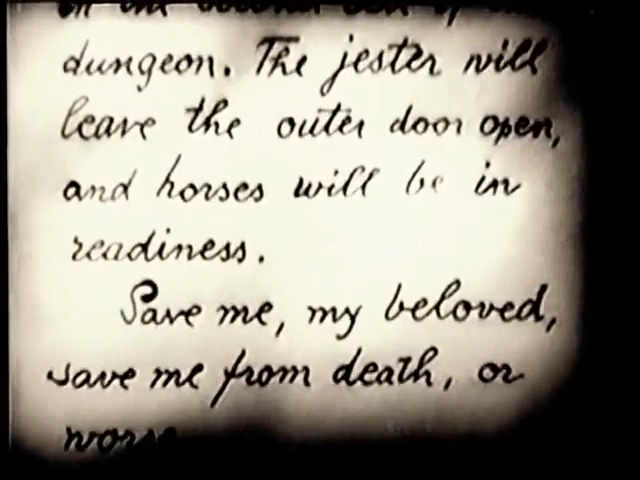 dungeon. The jester will
leave the outer door open,
and horses will be in
readiness.
Save me, my beloved,
save me from death, or
worse